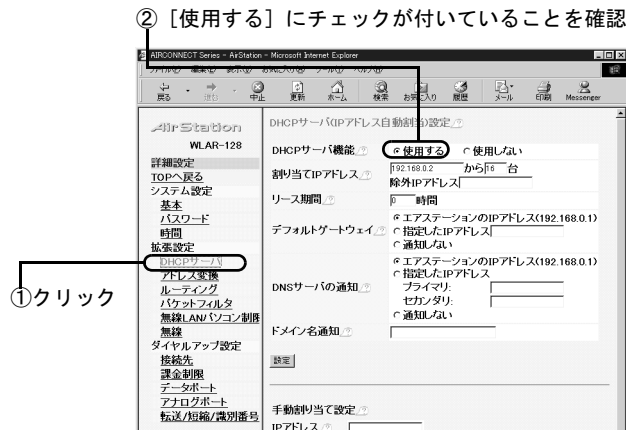 ②［使用する］にチェックが付いていることを確認
AIRCONNECT Series - AirStation - Microsoft Internet Explorer
戻る 進む 中止 更新 ホーム 検索 お気に入り 履歴 メール 印刷 Messenger
AirStation
WLAR-128
詳細設定
TOPへ戻る
システム設定
基本
パスワード
時間
拡張設定
DHCPサーバ
アドレス変換
ルーティング
パケットフィルタ
無線LANパソコン制限
無線
ダイヤルアップ設定
接続先
課金制限
データポート
アナログポート
転送/短縮/識別番号
①クリック
DHCPサーバ(IPアドレス自動割当)設定
DHCPサーバ機能 使用する 使用しない
割り当てIPアドレス 192.168.0.2 から 16 台
除外IPアドレス
リース期間 0 時間
デフォルトゲートウェイ エアステーションのIPアドレス(192.168.0.1)
指定したIPアドレス
通知しない
DNSサーバの通知 エアステーションのIPアドレス(192.168.0.1)
指定したIPアドレス
プライマリ:
セカンダリ:
通知しない
ドメイン名通知
設定
手動割り当て設定
IPアドレス